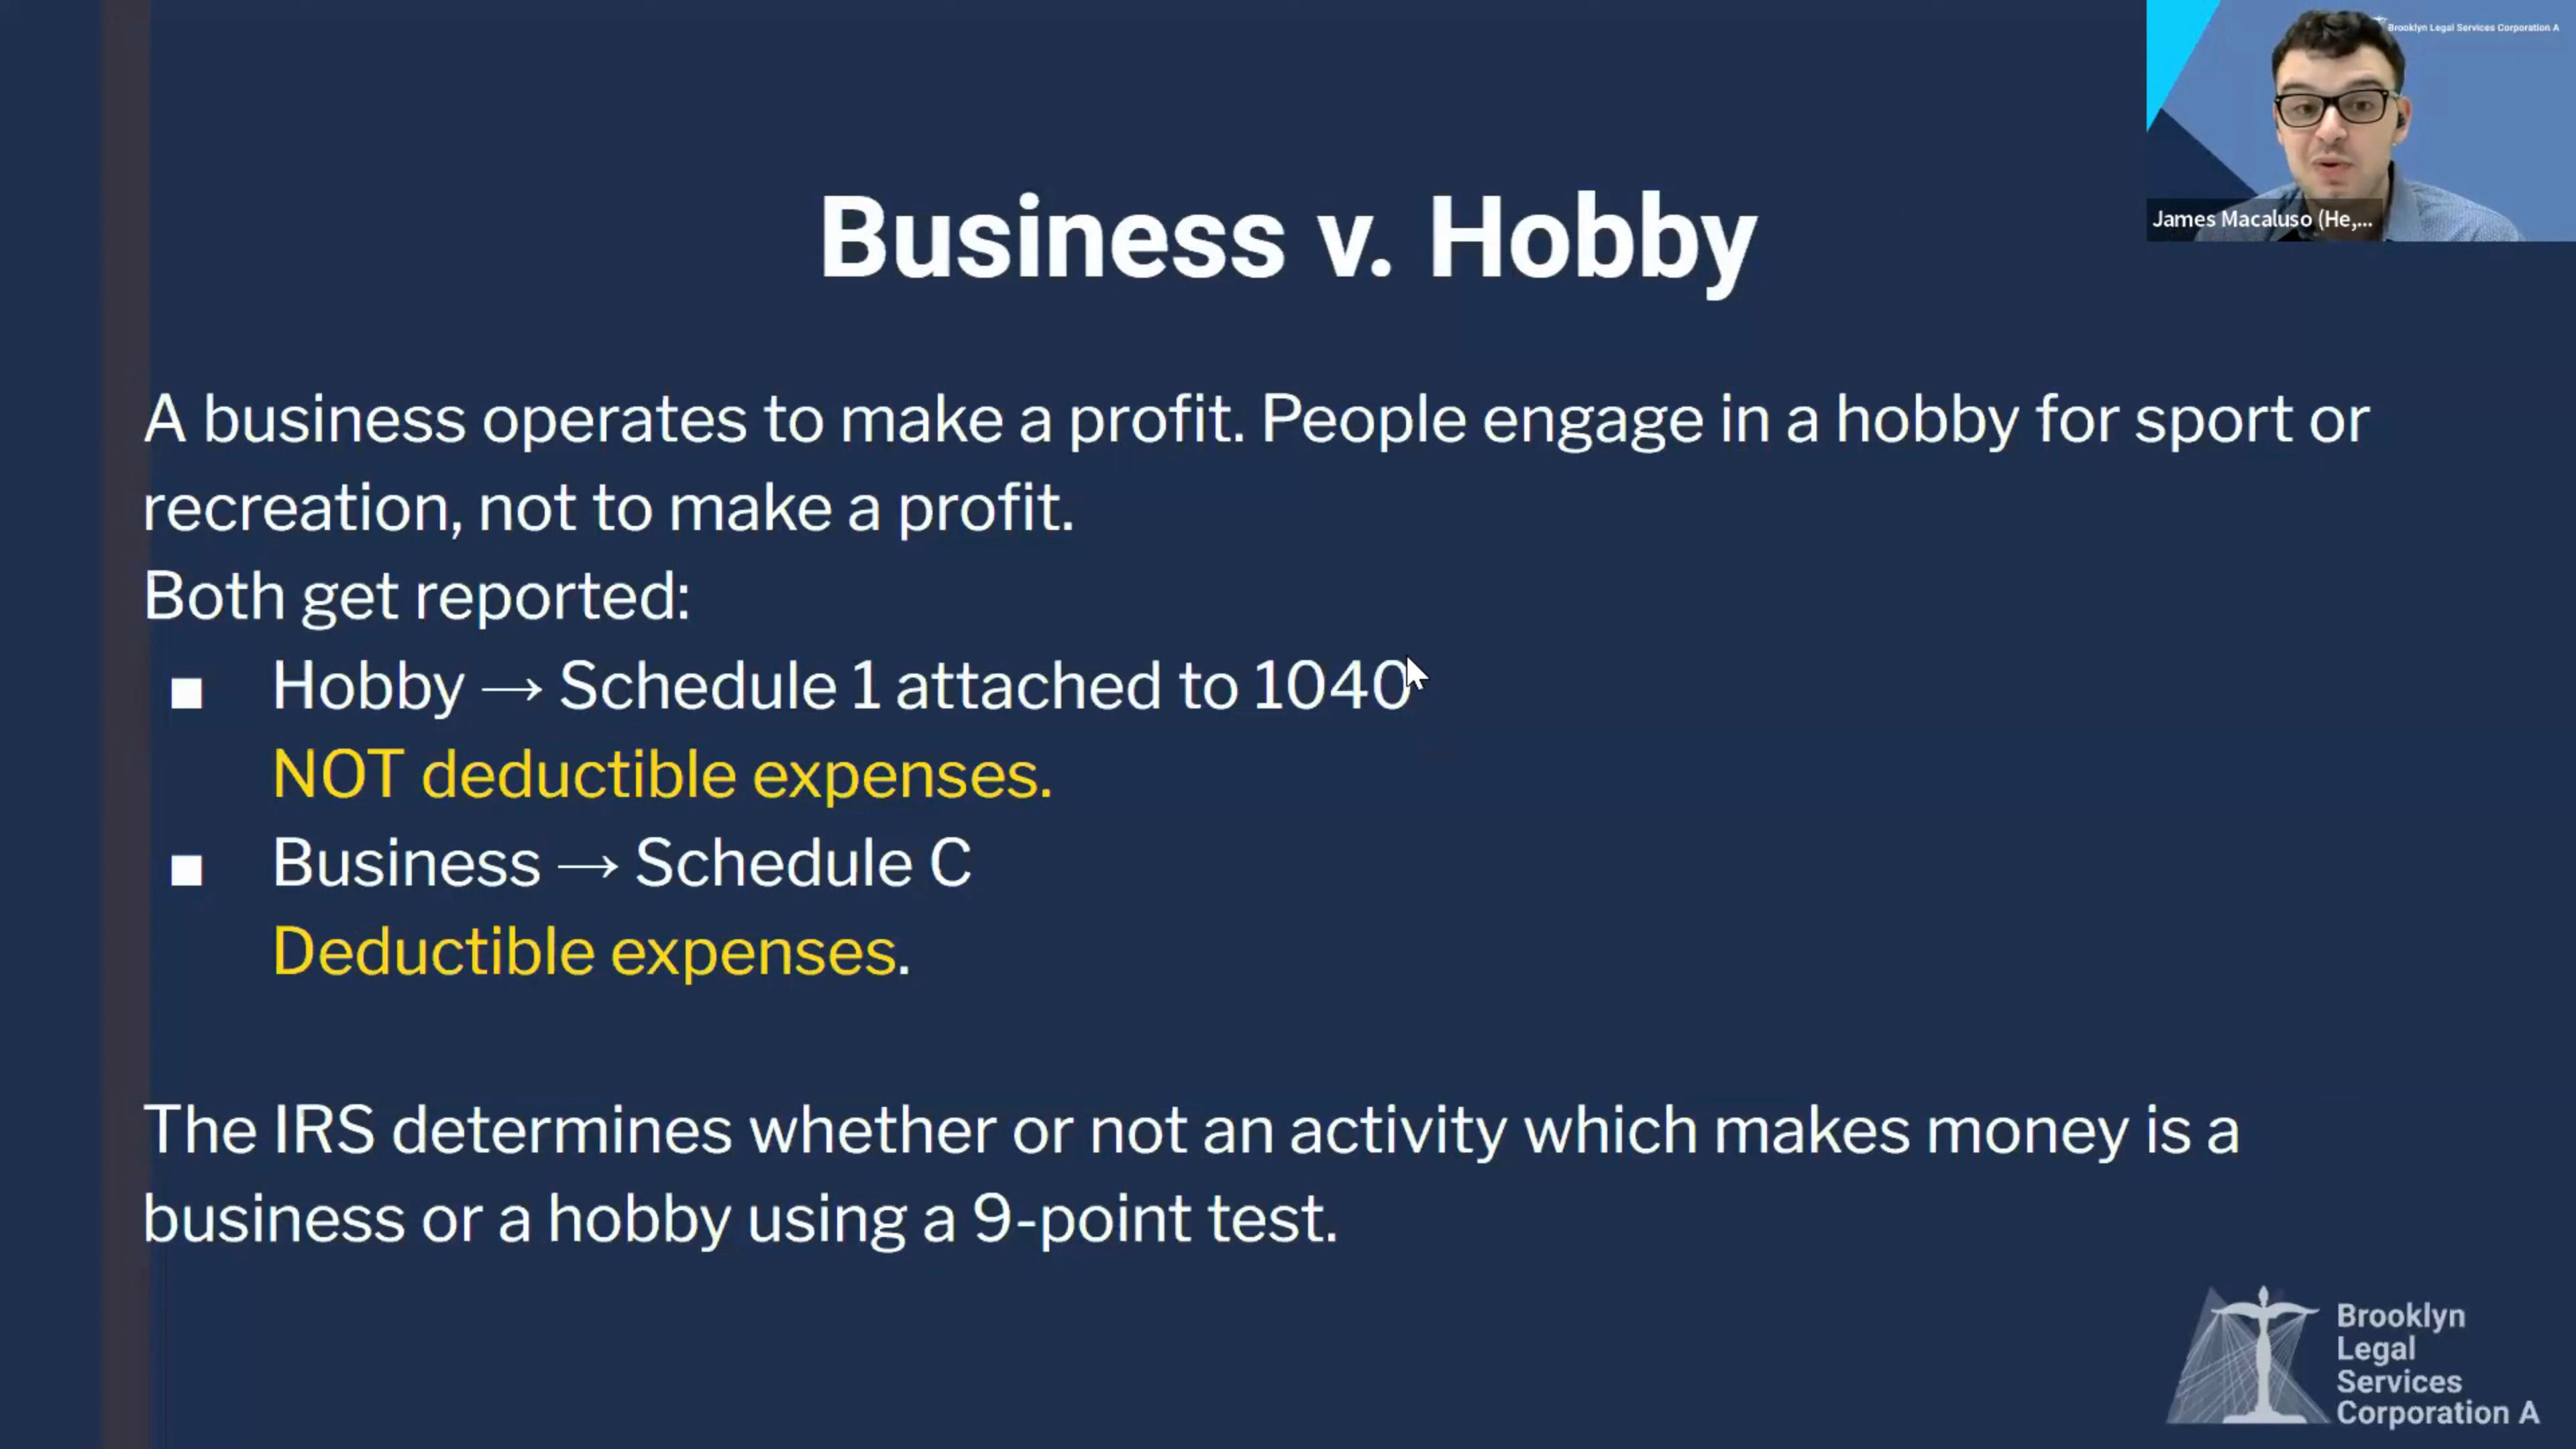 Brooklyn Legal Services Corporation A
James Macaluso (He,...
Business v. Hobby
A business operates to make a profit. People engage in a hobby for sport or
recreation, not to make a profit.
Both get reported:
■ Hobby → Schedule 1 attached to 1040
NOT deductible expenses.
■ Business → Schedule C
Deductible expenses.
The IRS determines whether or not an activity which makes money is a
business or a hobby using a 9-point test.
Brooklyn
Legal
Services
Corporation A